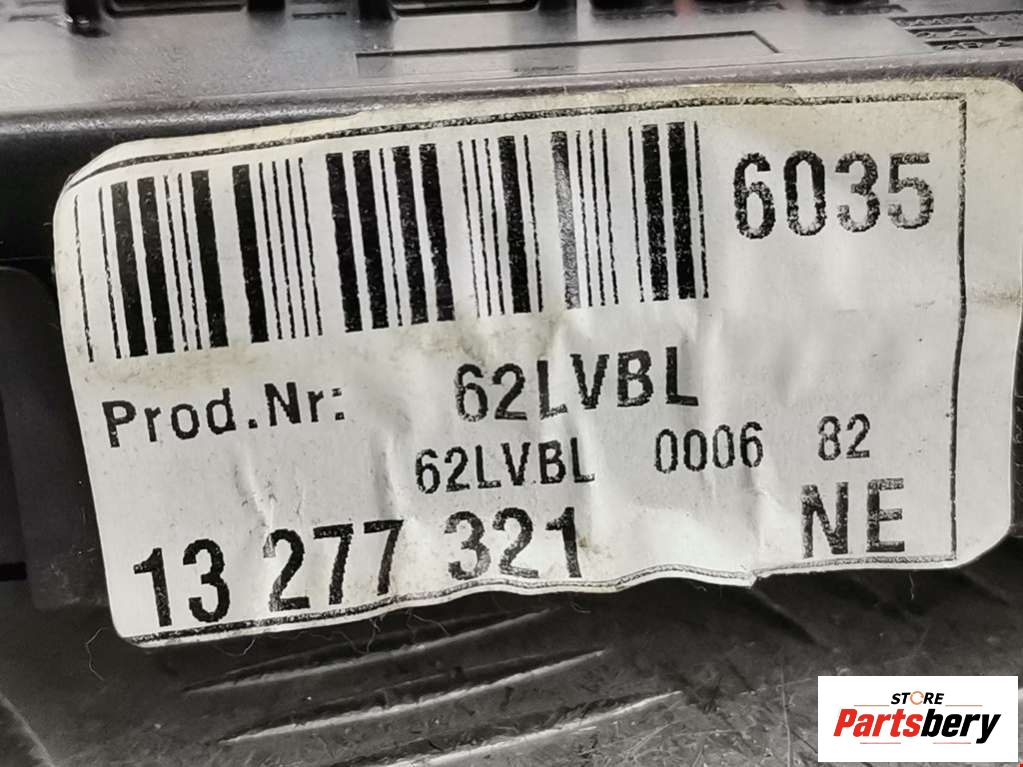 6035
Prod.Nr: 62LVBL
62LVBL 0006 82
13 277 321 NE
STORE
Partsbery